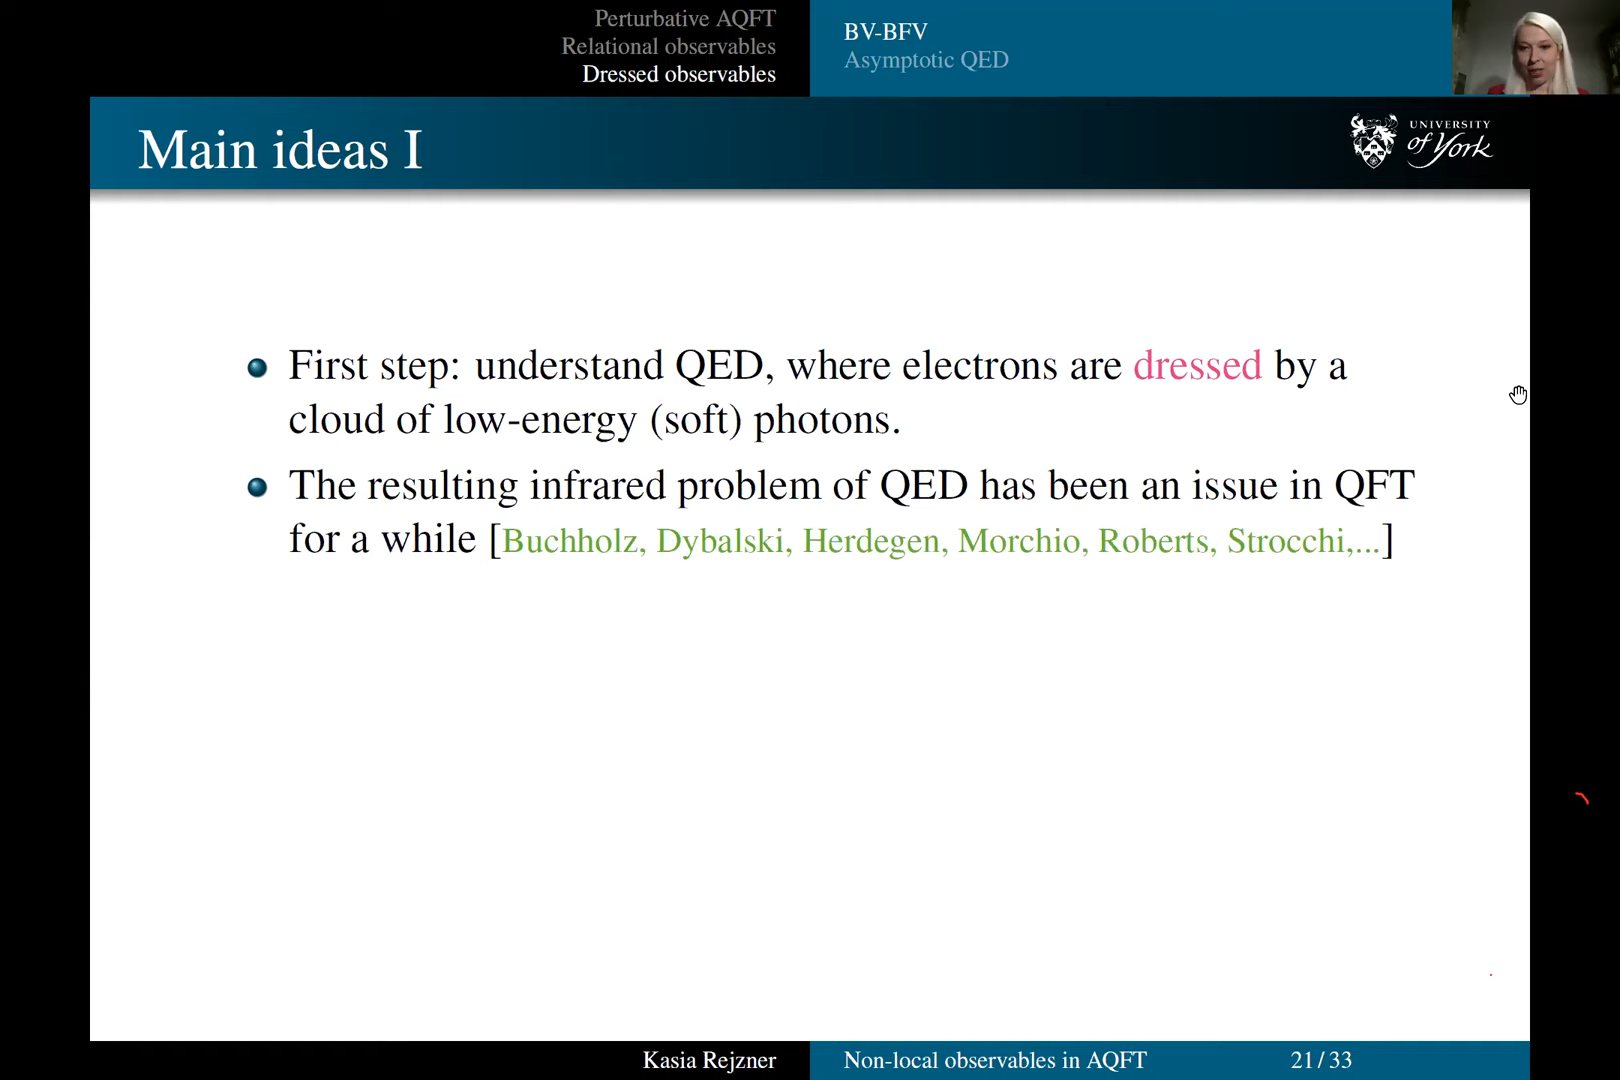 Perturbative AQFT
Relational observables
Dressed observables
BV-BFV
Asymptotic QED
Main ideas I
UNIVERSITY
of York
First step: understand QED, where electrons are dressed by a
cloud of low-energy (soft) photons.
The resulting infrared problem of QED has been an issue in QFT
for a while [Buchholz, Dybalski, Herdegen, Morchio, Roberts, Strocchi,...]
Kasia Rejzner
Non-local observables in AQFT
21 / 33